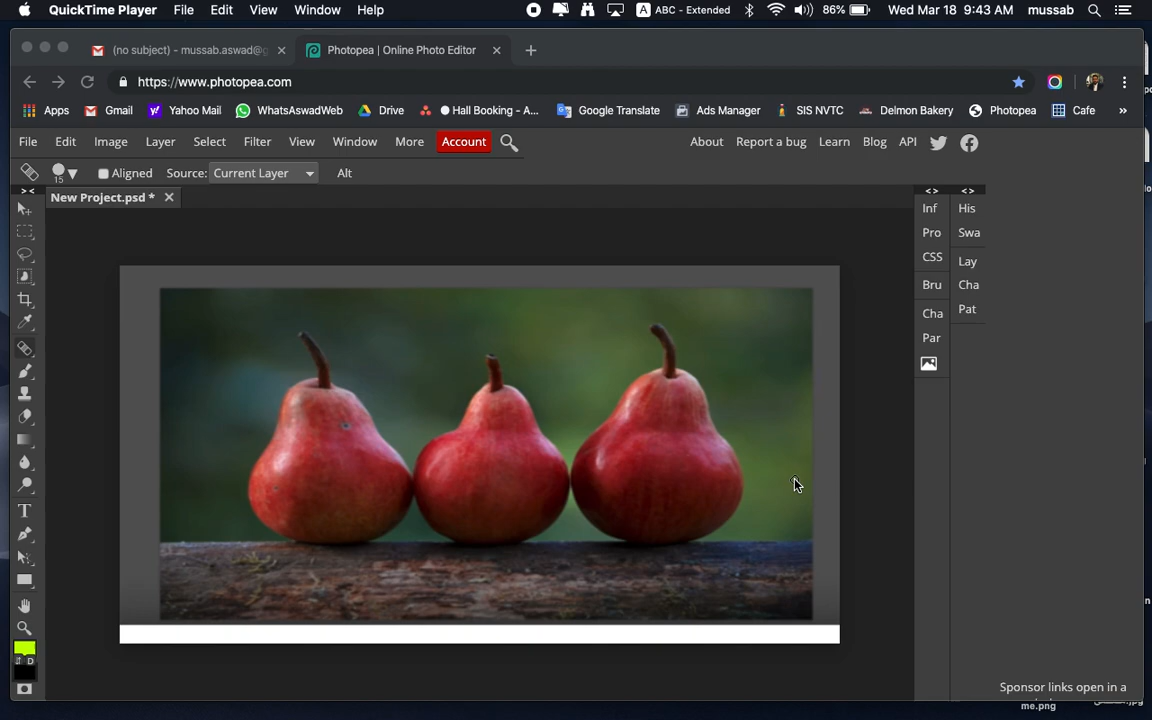 QuickTime Player File Edit View Window Help A ABC - Extended 86% Wed Mar 18 9:43 AM mussab
(no subject) - mussab.aswad@g Photopea | Online Photo Editor
https://www.photopea.com
Apps Gmail Yahoo Mail WhatsAswadWeb Drive Hall Booking - A... Google Translate Ads Manager SIS NVTC Delmon Bakery Photopea Cafe »
File Edit Image Layer Select Filter View Window More Account About Report a bug Learn Blog API
15 Aligned Source: Current Layer Alt
> < < > < >
New Project.psd *
Inf His
Pro Swa
CSS Lay
Bru Cha
Cha Pat
Par
T
D
Sponsor links open in a
me.png